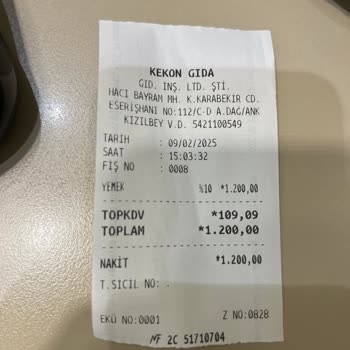 KEKON GIDA
GID. İNŞ. LTD. ŞTİ.
HACI BAYRAM MH. K.KARABEKİR CD.
ESERİŞHANI NO:112/C-D A.DAĞ/ANK
KIZILBEY V.D. 5421100549
TARİH : 09/02/2025
SAAT : 15:03:32
FİŞ NO : 0008
YEMEK %10 *1.200,00
TOPKDV *109,09
TOPLAM *1.200,00
NAKİT *1.200,00
T.SICIL NO: .
EKÜ NO:0001 Z NO:0828
MF 2C 51710704